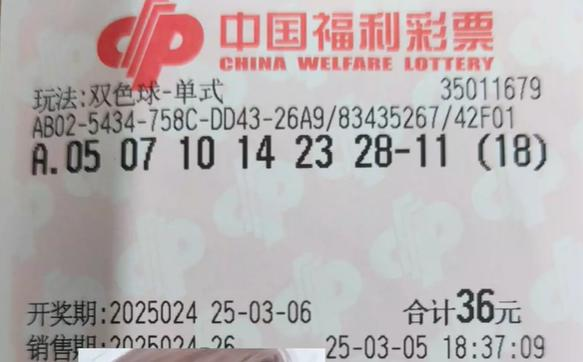 中国福利彩票
CHINA WELFARE LOTTERY
玩法:双色球-单式 35011679
AB02-5434-758C-DD43-26A9/83435267/42F01
A.05 07 10 14 23 28-11 (18)
开奖期:2025024 25-03-06 合计36元
销售期:2025024-26 25-03-05 18:37:09